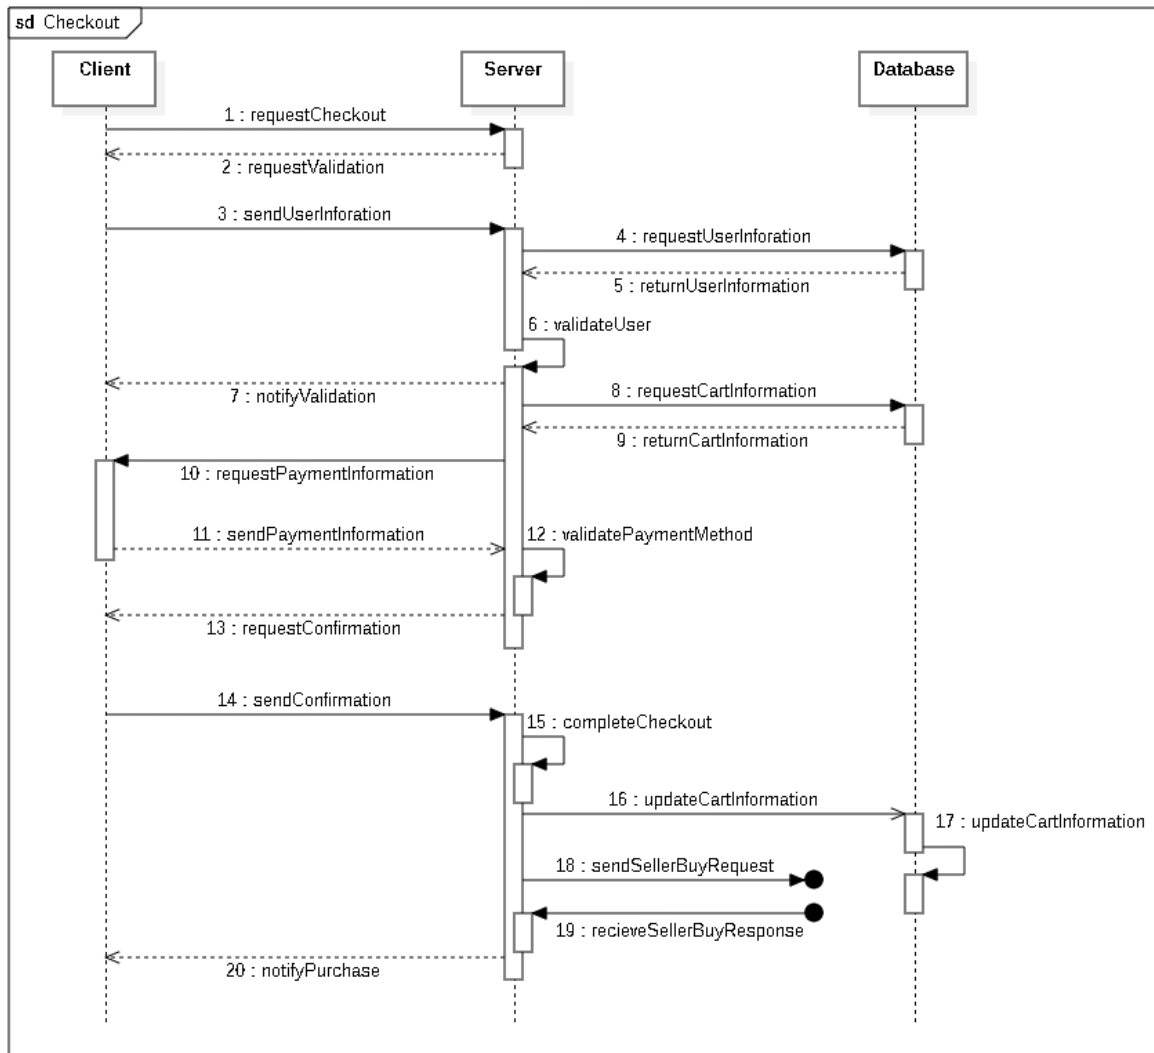 sd Checkout
Client
Server
Database
1 : requestCheckout
2 : requestValidation
3 : sendUserInforation
4 : requestUserInforation
5 : returnUserInformation
6 : validateUser
7 : notifyValidation
8 : requestCartInformation
9 : returnCartInformation
10 : requestPaymentInformation
11 : sendPaymentInformation
12 : validatePaymentMethod
13 : requestConfirmation
14 : sendConfirmation
15 : completeCheckout
16 : updateCartInformation
17 : updateCartInformation
18 : sendSellerBuyRequest
19 : recieveSellerBuyResponse
20 : notifyPurchase